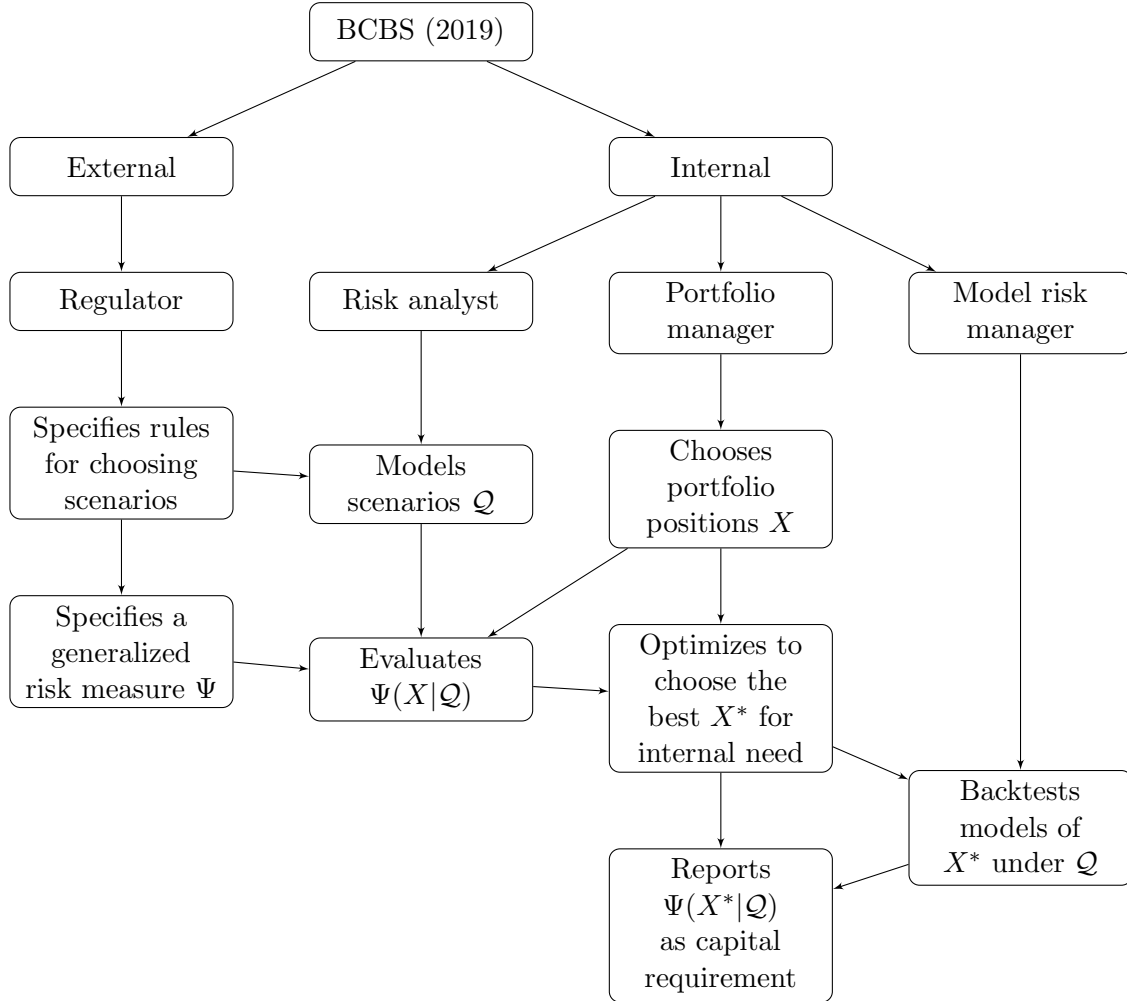 BCBS (2019)
External
Internal
Regulator
Risk analyst
Portfolio
manager
Model risk
manager
Specifies rules
for choosing
scenarios
Models
scenarios 𝒬
Chooses
portfolio
positions X
Specifies a
generalized
risk measure Ψ
Evaluates
Ψ(X|𝒬)
Optimizes to
choose the
best X* for
internal need
Backtests
models of
X* under 𝒬
Reports
Ψ(X*|𝒬)
as capital
requirement